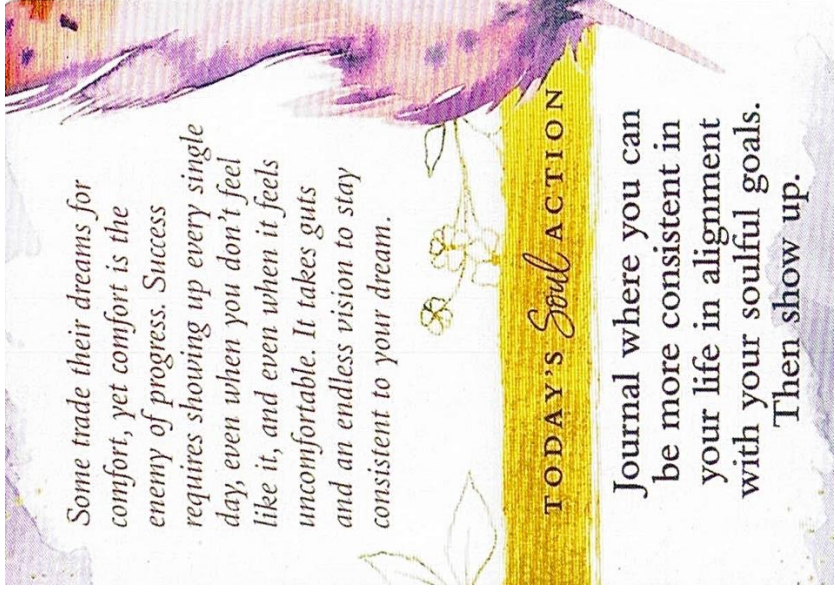 Some trade their dreams for
comfort, yet comfort is the
enemy of progress. Success
requires showing up every single
day, even when you don't feel
like it, and even when it feels
uncomfortable. It takes guts
and an endless vision to stay
consistent to your dream.
TODAY'S Soul ACTION
Journal where you can
be more consistent in
your life in alignment
with your soulful goals.
Then show up.